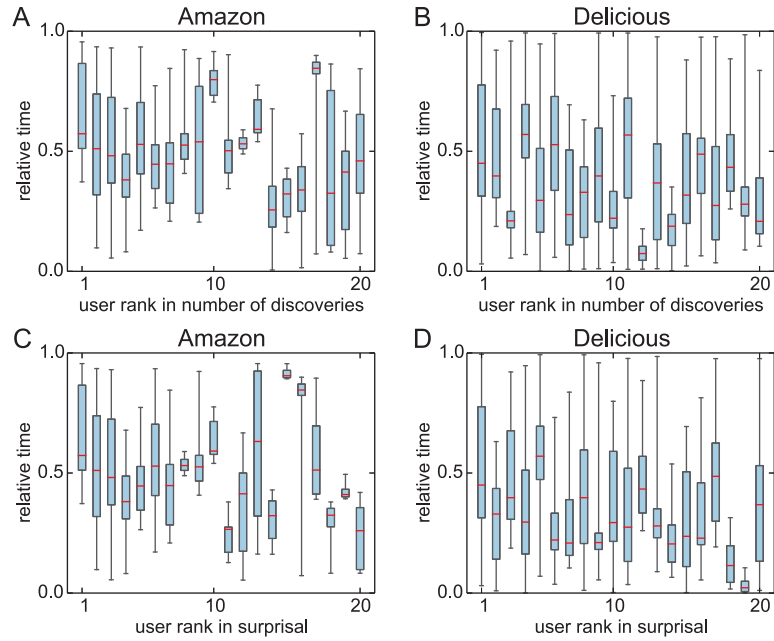 A Amazon
1.0
0.5
0.0
relative time
1 10 20
user rank in number of discoveries
B Delicious
1.0
0.5
0.0
relative time
1 10 20
user rank in number of discoveries
C Amazon
1.0
0.5
0.0
relative time
1 10 20
user rank in surprisal
D Delicious
1.0
0.5
0.0
relative time
1 10 20
user rank in surprisal